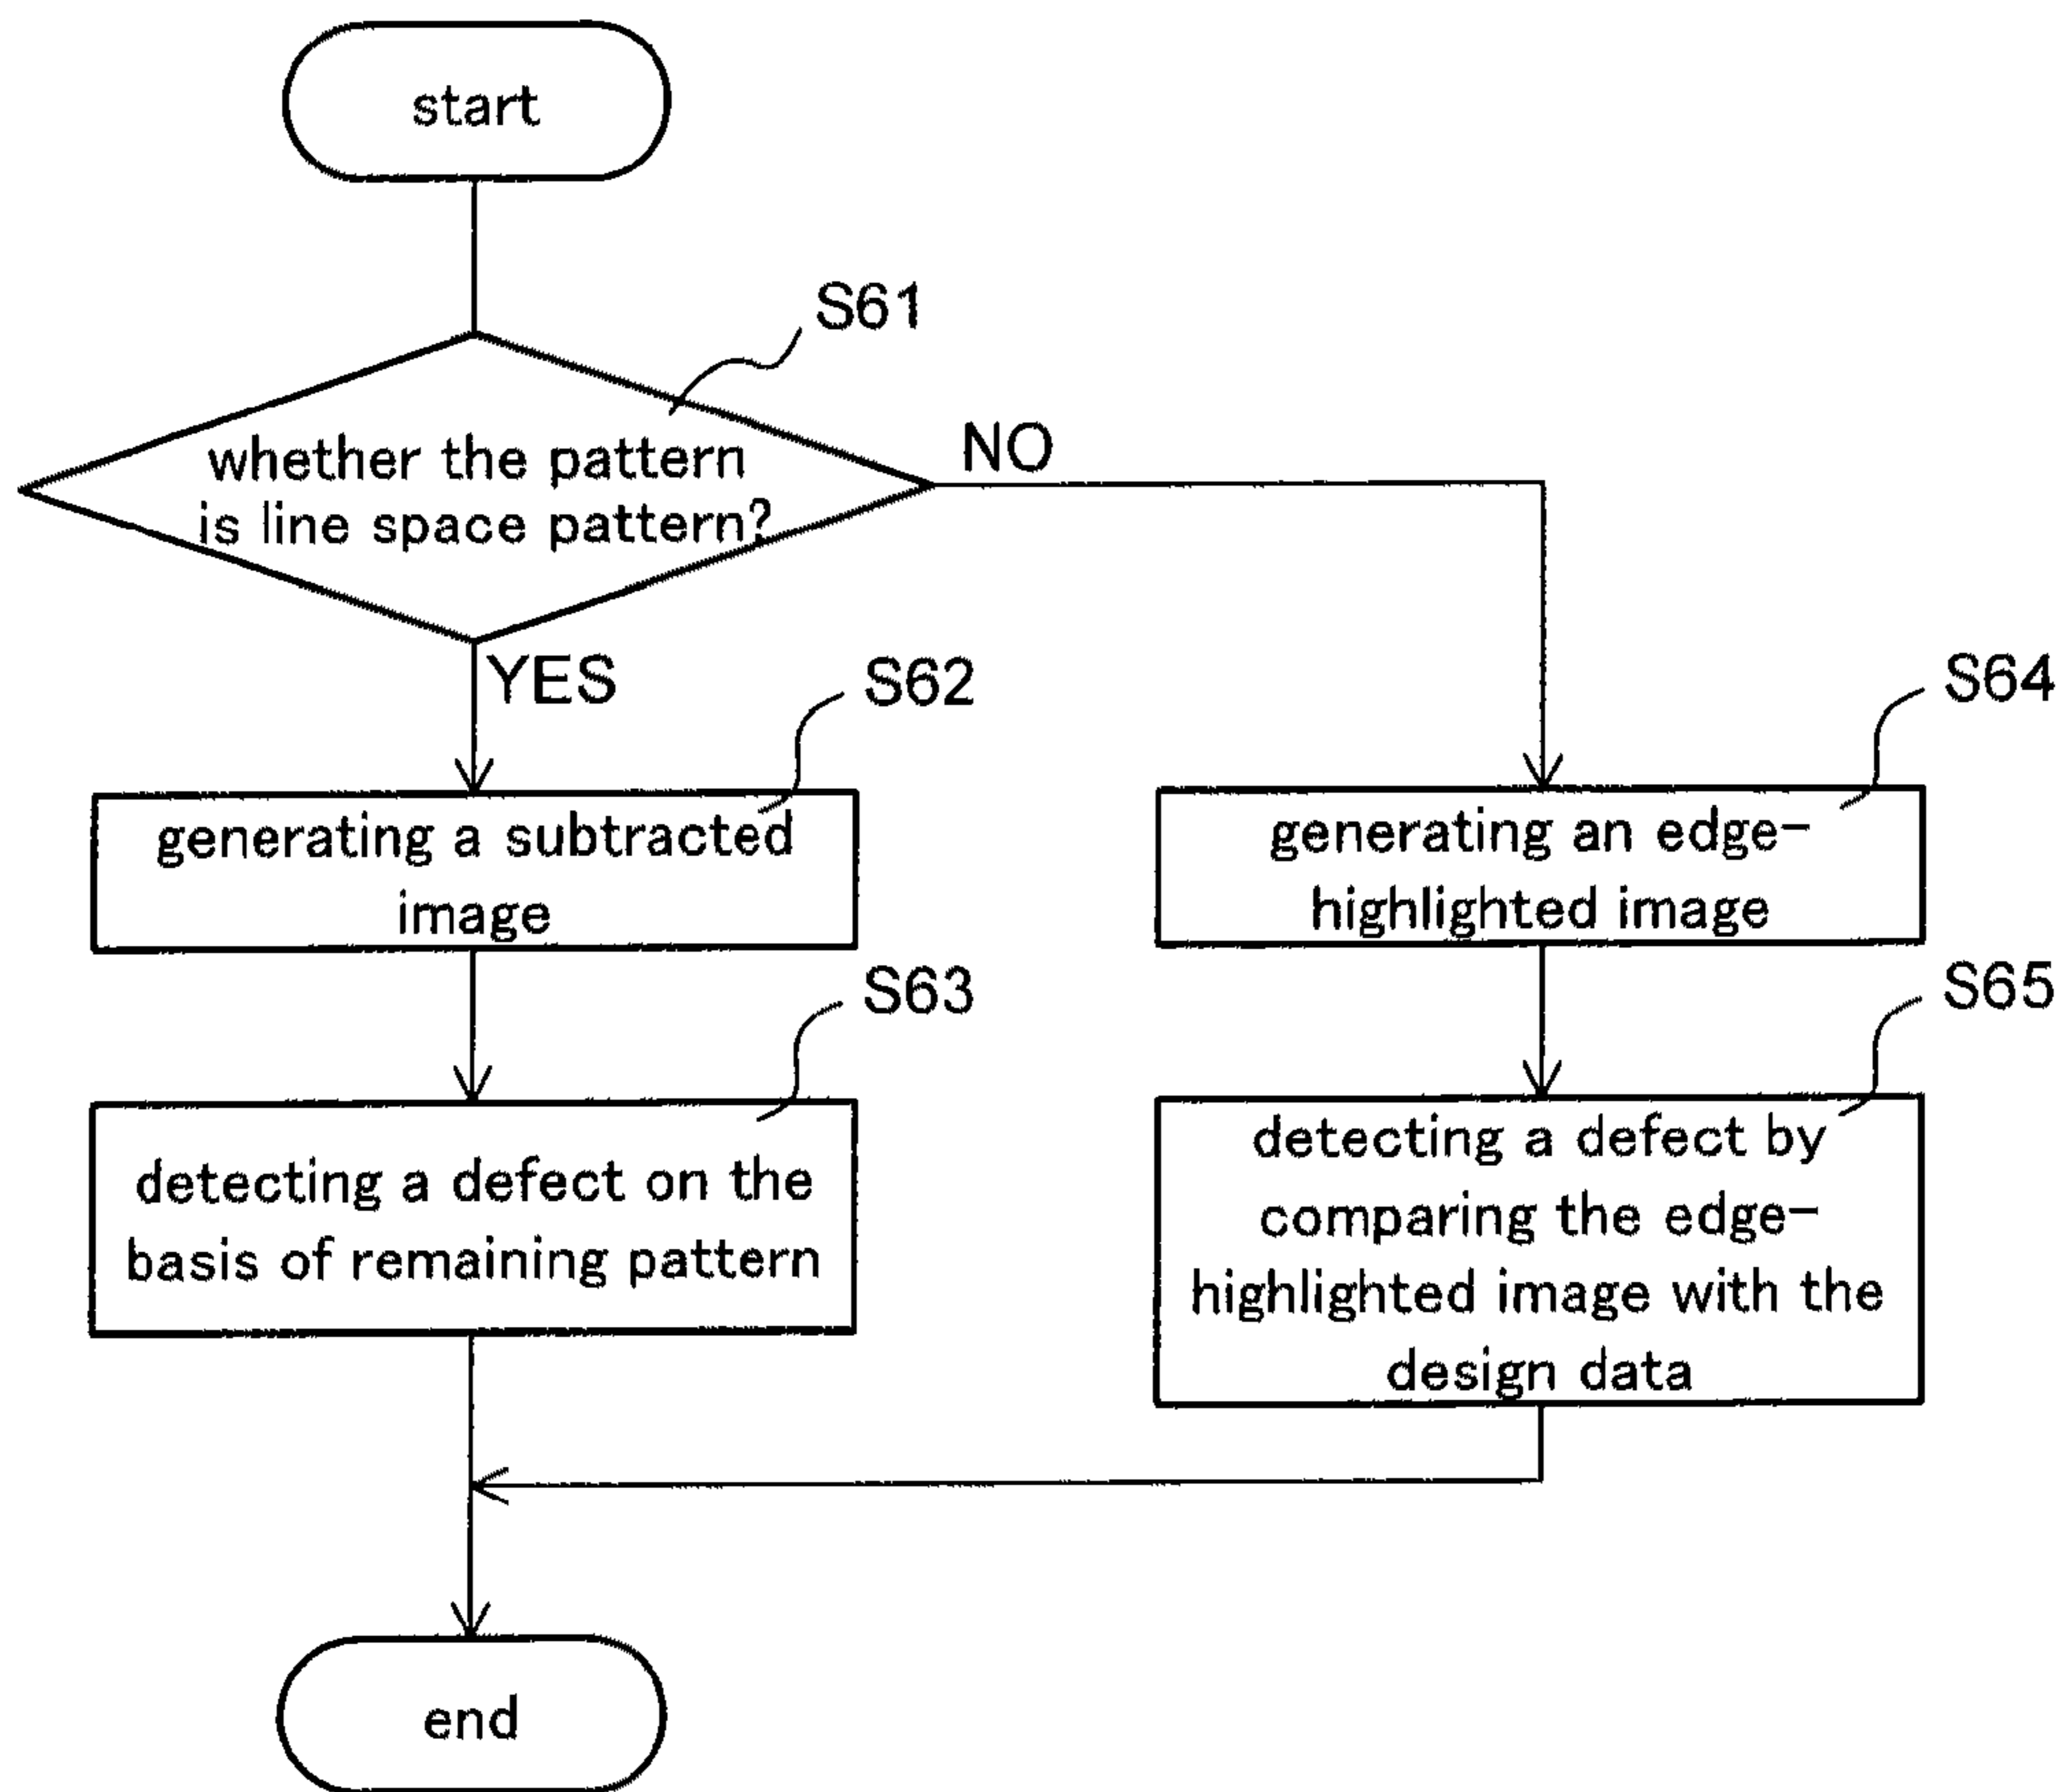 start
S61
whether the pattern
is line space pattern?
NO
YES
S62
generating a subtracted
image
S63
detecting a defect on the
basis of remaining pattern
S64
generating an edge-
highlighted image
S65
detecting a defect by
comparing the edge-
highlighted image with the
design data
end